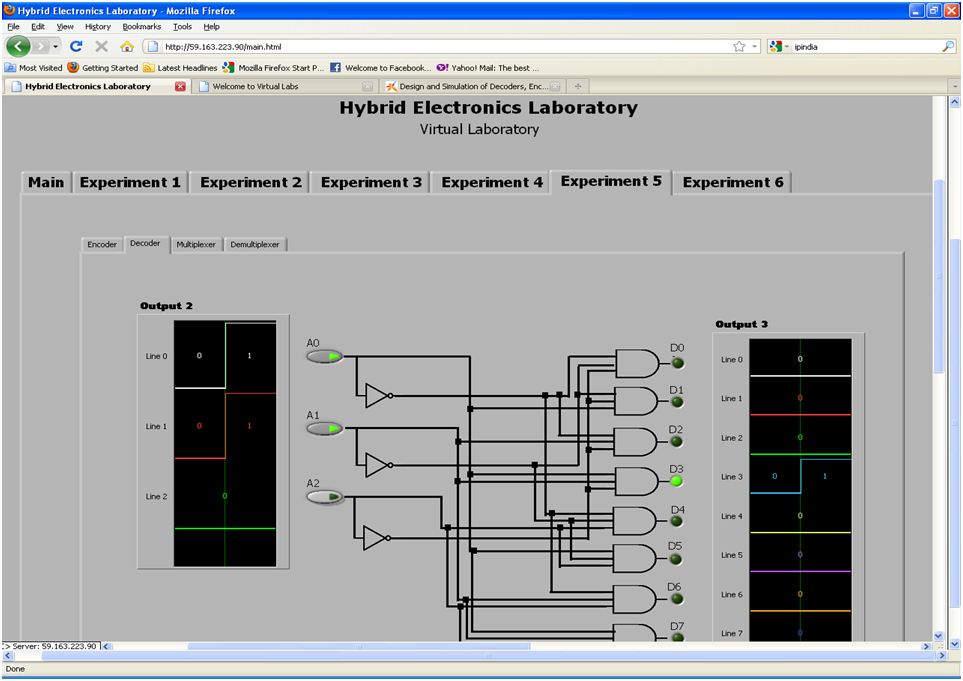 Hybrid Electronics Laboratory - Mozilla Firefox
File Edit View History Bookmarks Tools Help
http://59.163.223.90/main.html
ipindia
Most Visited Getting Started Latest Headlines Mozilla Firefox Start P... Welcome to Facebook... Yahoo! Mail: The best ...
Hybrid Electronics Laboratory Welcome to Virtual Labs Design and Simulation of Decoders, Enc...
Hybrid Electronics Laboratory
Virtual Laboratory
Main Experiment 1 Experiment 2 Experiment 3 Experiment 4 Experiment 5 Experiment 6
Encoder Decoder Multiplexer Demultiplexer
Output 2
Line 0 0 1
Line 1 0 1
Line 2 0
A0
A1
A2
D0
D1
D2
D3
D4
D5
D6
D7
Output 3
Line 0 0
Line 1 0
Line 2 0
Line 3 0 1
Line 4 0
Line 5 0
Line 6 0
Line 7 0
> Server: 59.163.223.90
Done